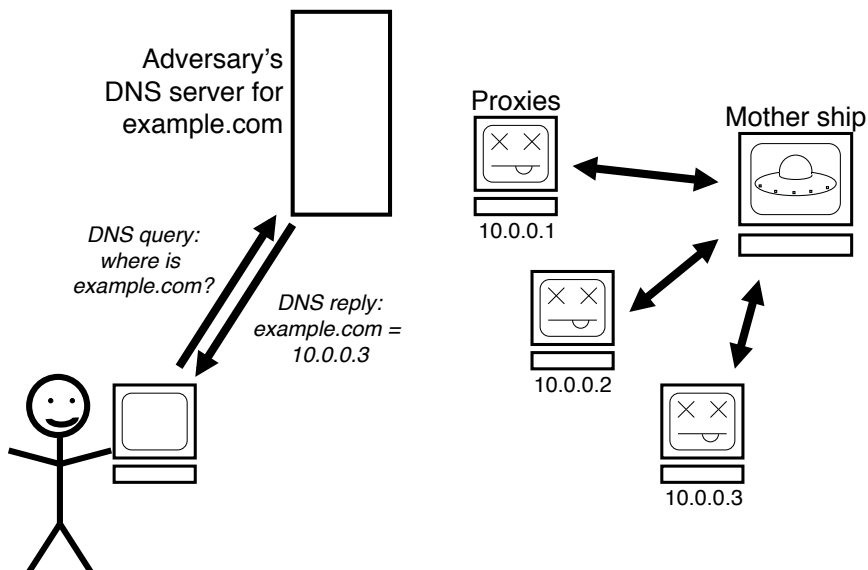 Adversary's
DNS server for
example.com
Proxies
Mother ship
10.0.0.1
DNS query:
where is
example.com?
DNS reply:
example.com =
10.0.0.3
10.0.0.2
10.0.0.3